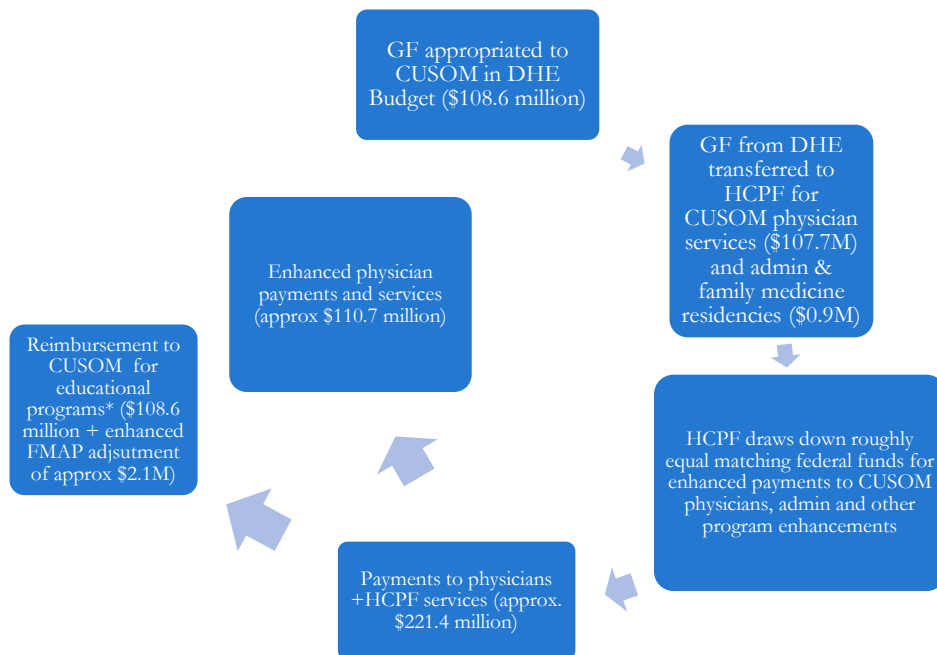 GF appropriated to
CUSOM in DHE
Budget ($108.6 million)
GF from DHE
transferred to
HCPF for
CUSOM physician
services ($107.7M)
and admin &
family medicine
residencies ($0.9M)
HCPF draws down roughly
equal matching federal funds for
enhanced payments to CUSOM
physicians, admin and other
program enhancements
Payments to physicians
+HCPF services (approx.
$221.4 million)
Reimbursement to
CUSOM for
educational
programs* ($108.6
million + enhanced
FMAP adjsutment
of approx $2.1M)
Enhanced physician
payments and services
(approx $110.7 million)